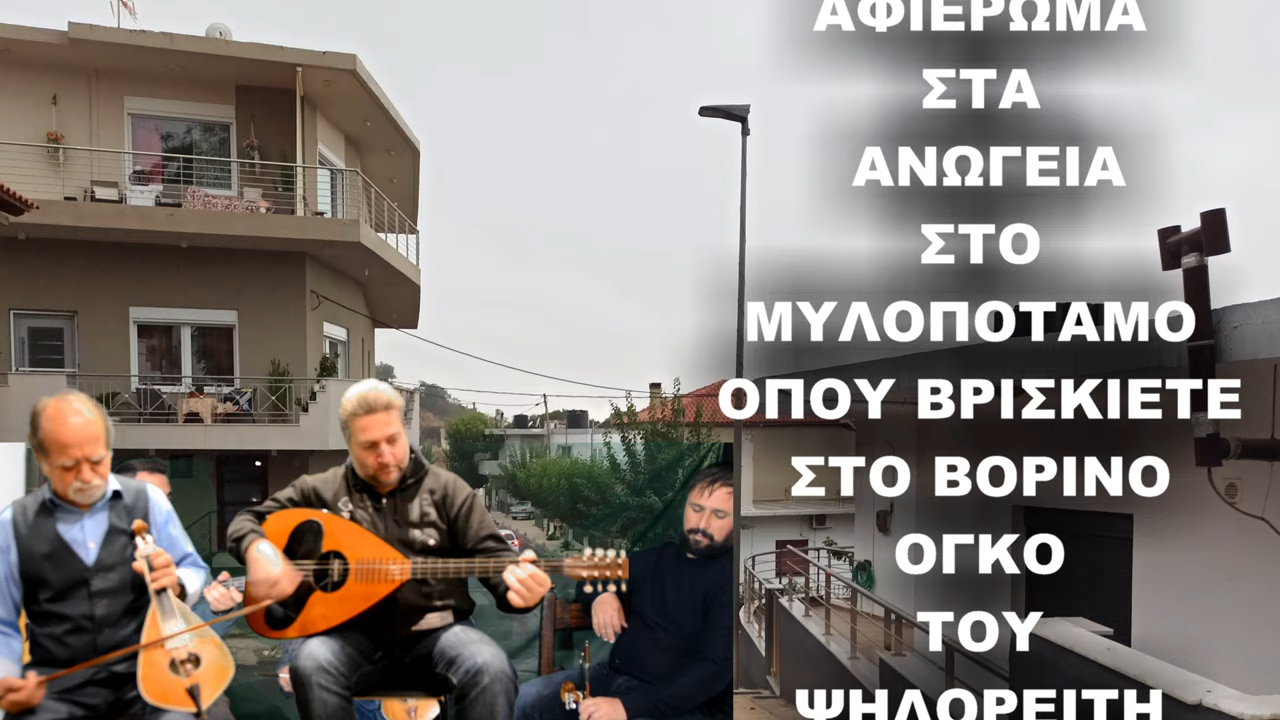 ΑΦΙΕΡΩΜΑ
ΣΤΑ
ΑΝΩΓΕΙΑ
ΣΤΟ
ΜΥΛΟΠΟΤΑΜΟ
ΟΠΟΥ ΒΡΙΣΚΙΕΤΕ
ΣΤΟ ΒΟΡΙΝΟ
ΟΓΚΟ
ΤΟΥ
ΨΗΛΟΡΕΙΤΗ